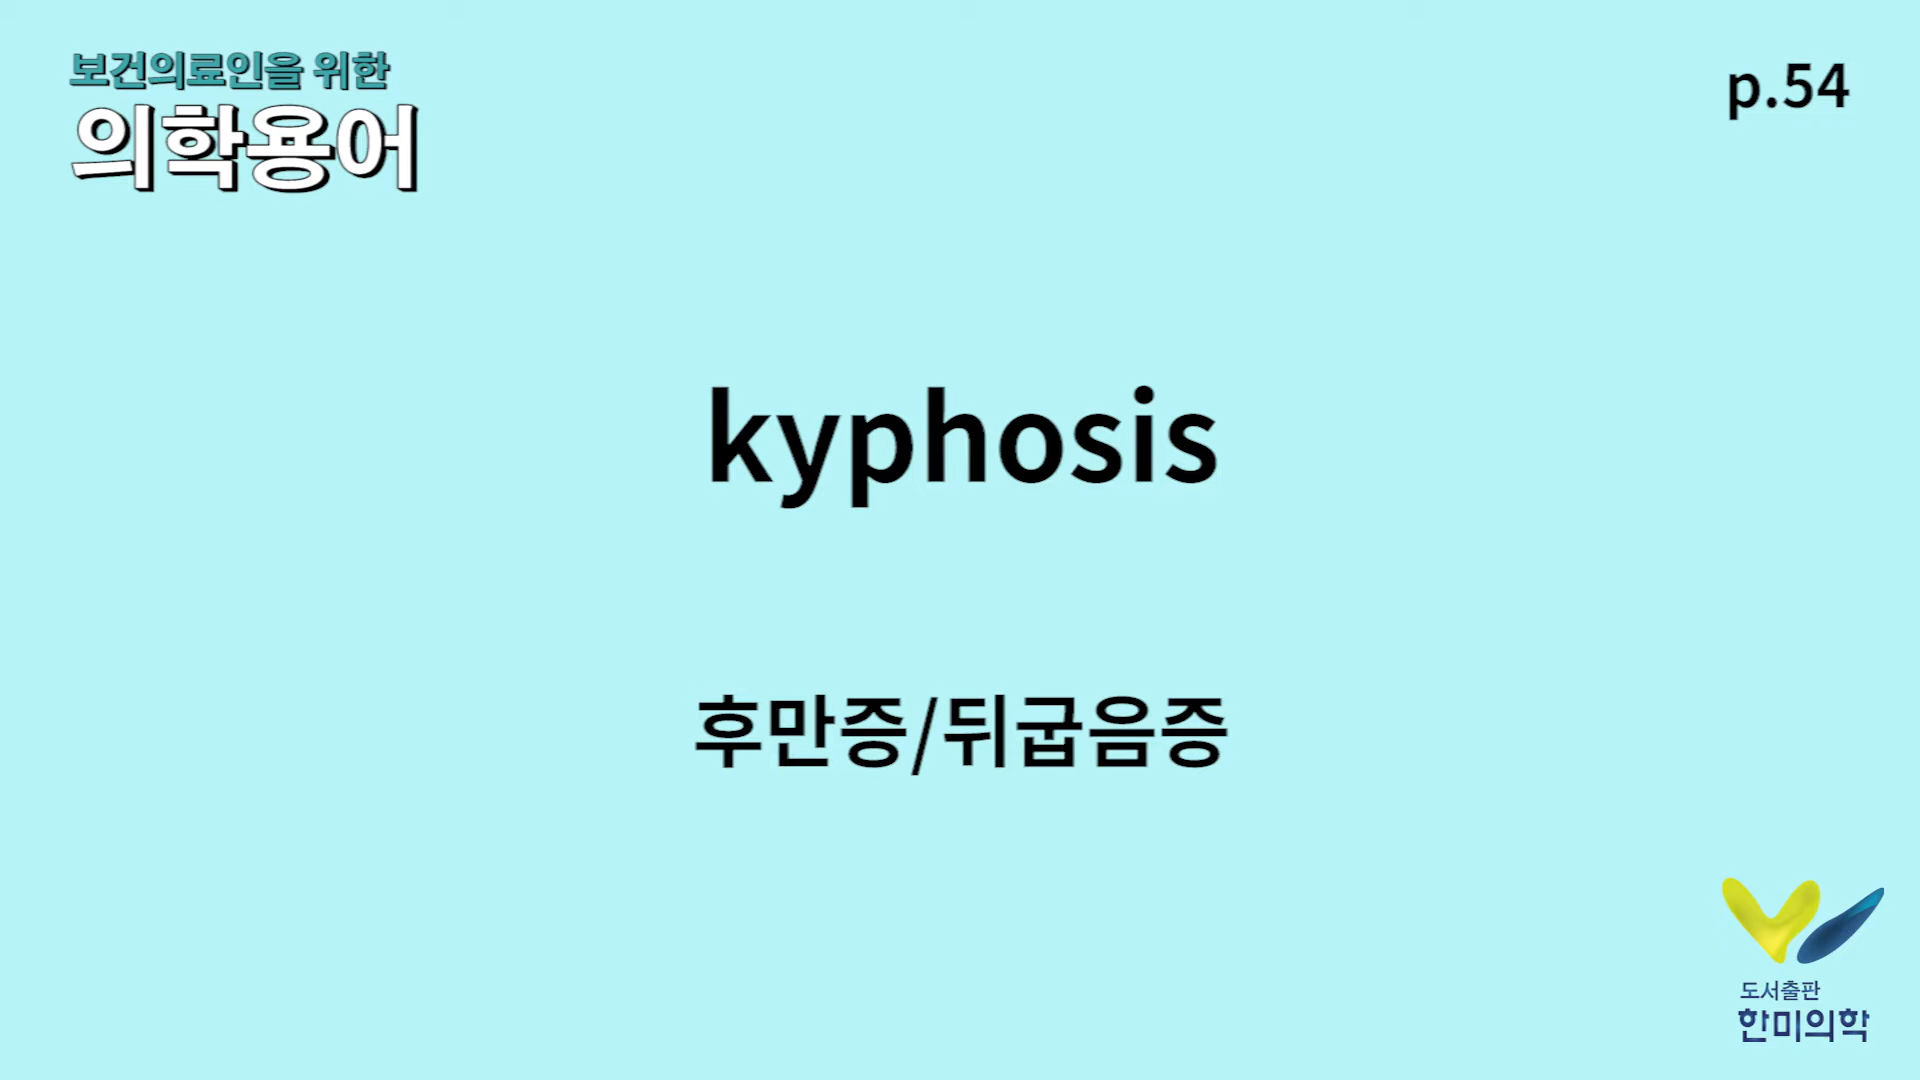 보건의료인을 위한
의학용어
p.54
kyphosis
후만증/뒤굽음증
도서출판
한미의학